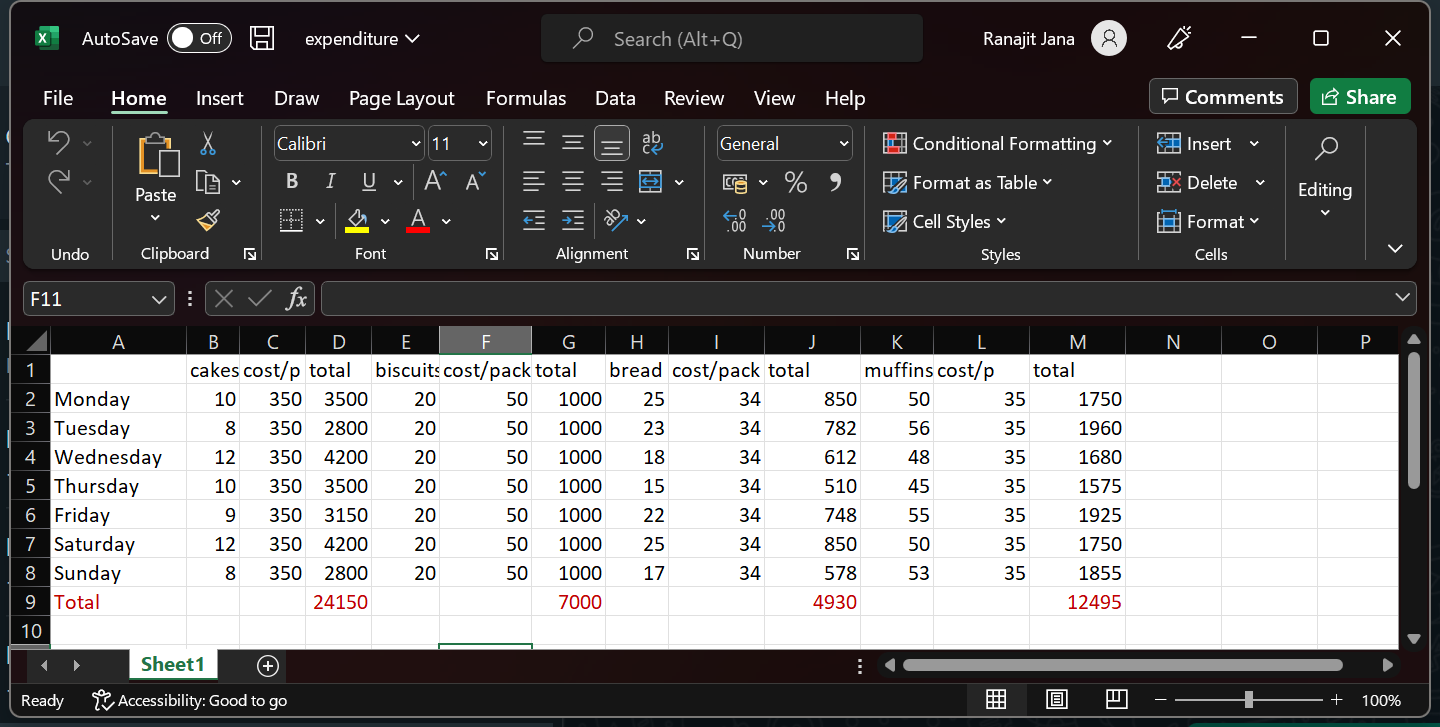 AutoSave Off expenditure Search (Alt+Q) Ranajit Jana
File Home Insert Draw Page Layout Formulas Data Review View Help Comments Share
Calibri 11 ab c General Conditional Formatting Insert
Paste B I U A A % Format as Table Delete Editing
A .00 .00 Cell Styles Format
Undo Clipboard Font Alignment Number Styles Cells
F11 fx
A B C D E F G H I J K L M N O P
1 cakes cost/p total biscuits cost/pack total bread cost/pack total muffins cost/p total
2 Monday 10 350 3500 20 50 1000 25 34 850 50 35 1750
3 Tuesday 8 350 2800 20 50 1000 23 34 782 56 35 1960
4 Wednesday 12 350 4200 20 50 1000 18 34 612 48 35 1680
5 Thursday 10 350 3500 20 50 1000 15 34 510 45 35 1575
6 Friday 9 350 3150 20 50 1000 22 34 748 55 35 1925
7 Saturday 12 350 4200 20 50 1000 25 34 850 50 35 1750
8 Sunday 8 350 2800 20 50 1000 17 34 578 53 35 1855
9 Total 24150 7000 4930 12495
10
Sheet1
Ready Accessibility: Good to go 100%